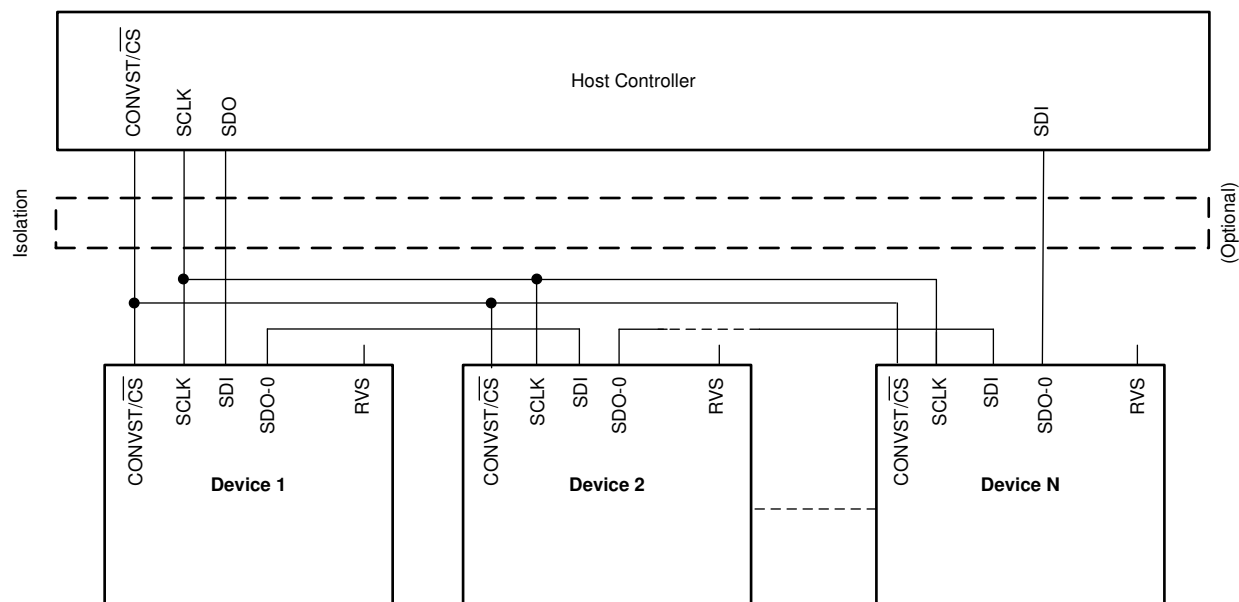 CONVST/CS
SCLK
SDO
Host Controller
SDI
Isolation
(Optional)
CONVST/CS
SCLK
SDI
SDO-0
RVS
Device 1
CONVST/CS
SCLK
SDI
SDO-0
RVS
Device 2
CONVST/CS
SCLK
SDI
SDO-0
RVS
Device N